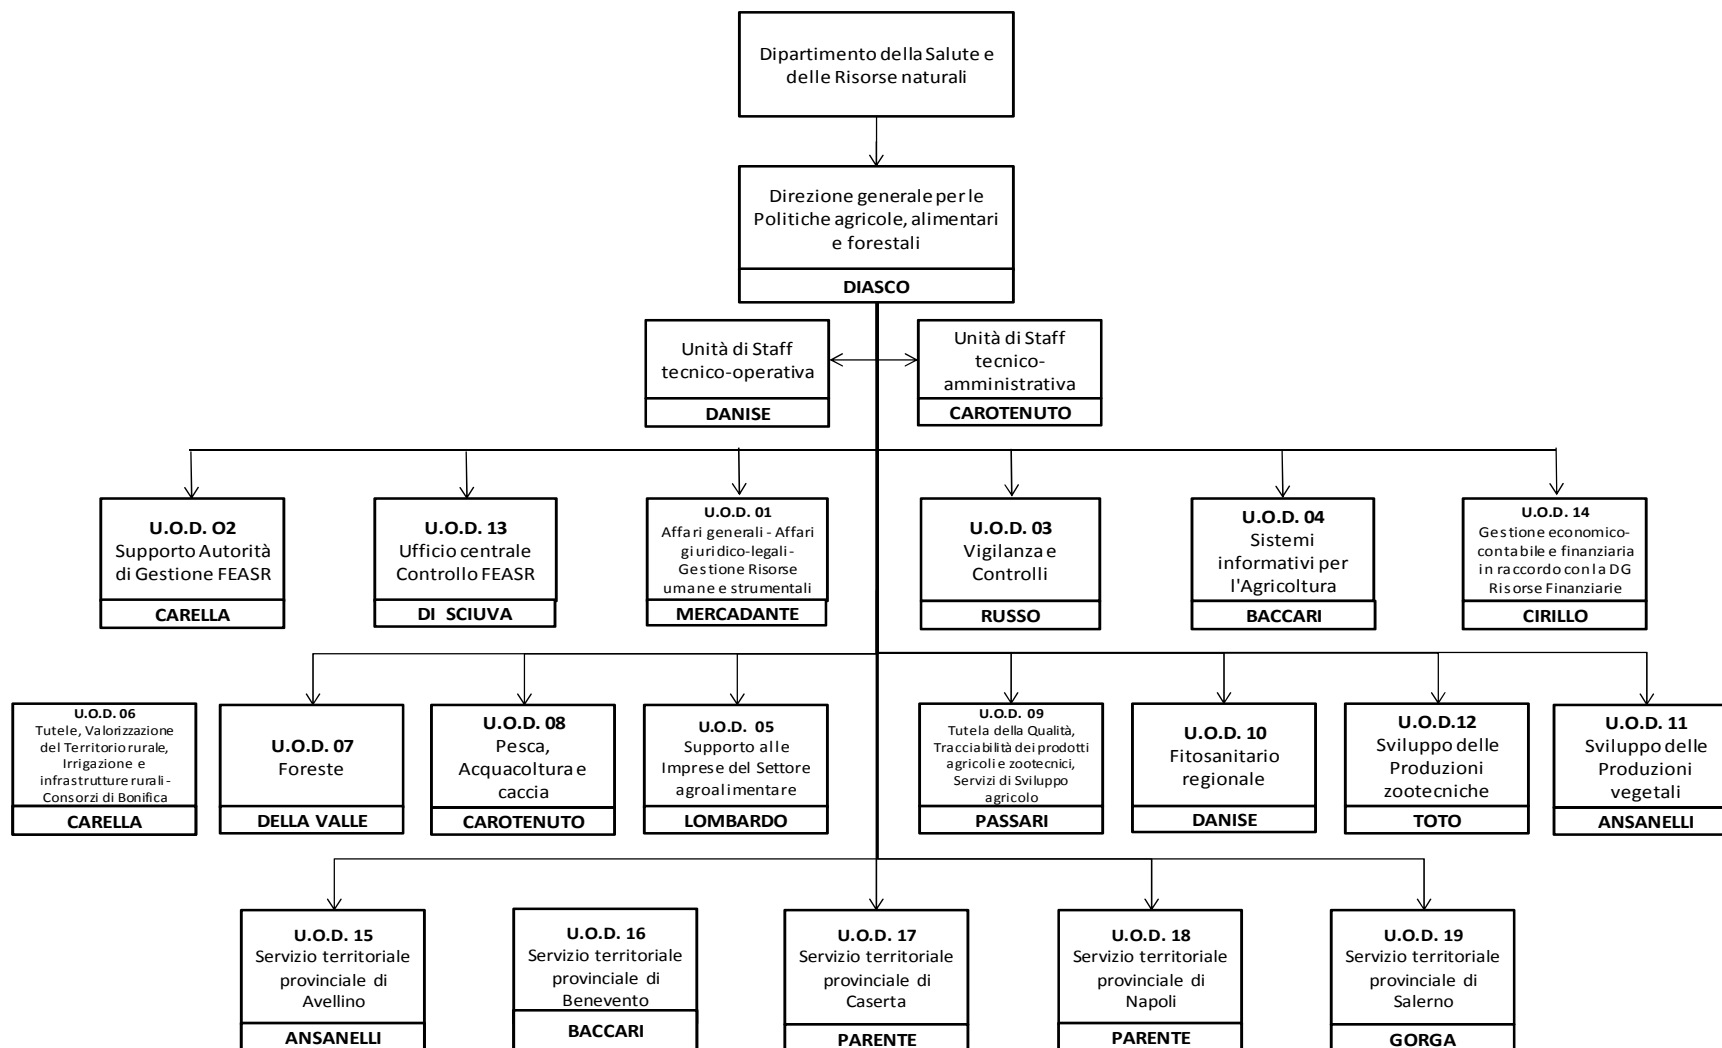 Dipartimento della Salute e
delle Risorse naturali
Direzione generale per le
Politiche agricole, alimentari
e forestali
DIASCO
Unità di Staff
tecnico-operativa
DANISE
Unità di Staff
tecnico-
amministrativa
CAROTENUTO
U.O.D. O2
Supporto Autorità
di Gestione FEASR
CARELLA
U.O.D. 13
Ufficio centrale
Controllo FEASR
DI SCIUVA
U.O.D. 01
Affari generali - Affari
giuridico-legali -
Gestione Risorse
umane e strumentali
MERCADANTE
U.O.D. 03
Vigilanza e
Controlli
RUSSO
U.O.D. 04
Sistemi
informativi per
l'Agricoltura
BACCARI
U.O.D. 14
Gestione economico-
contabile e finanziaria
in raccordo con la DG
Risorse Finanziarie
CIRILLO
U.O.D. 06
Tutele, Valorizzazione
del Territorio rurale,
Irrigazione e
infrastrutture rurali -
Consorzi di Bonifica
CARELLA
U.O.D. 07
Foreste
DELLA VALLE
U.O.D. 08
Pesca,
Acquacoltura e
caccia
CAROTENUTO
U.O.D. 05
Supporto alle
Imprese del Settore
agroalimentare
LOMBARDO
U.O.D. 09
Tutela della Qualità,
Tracciabilità dei prodotti
agricoli e zootecnici,
Servizi di Sviluppo
agricolo
PASSARI
U.O.D. 10
Fitosanitario
regionale
DANISE
U.O.D.12
Sviluppo delle
Produzioni
zootecniche
TOTO
U.O.D. 11
Sviluppo delle
Produzioni
vegetali
ANSANELLI
U.O.D. 15
Servizio territoriale
provinciale di
Avellino
ANSANELLI
U.O.D. 16
Servizio territoriale
provinciale di
Benevento
BACCARI
U.O.D. 17
Servizio territoriale
provinciale di
Caserta
PARENTE
U.O.D. 18
Servizio territoriale
provinciale di
Napoli
PARENTE
U.O.D. 19
Servizio territoriale
provinciale di
Salerno
GORGA